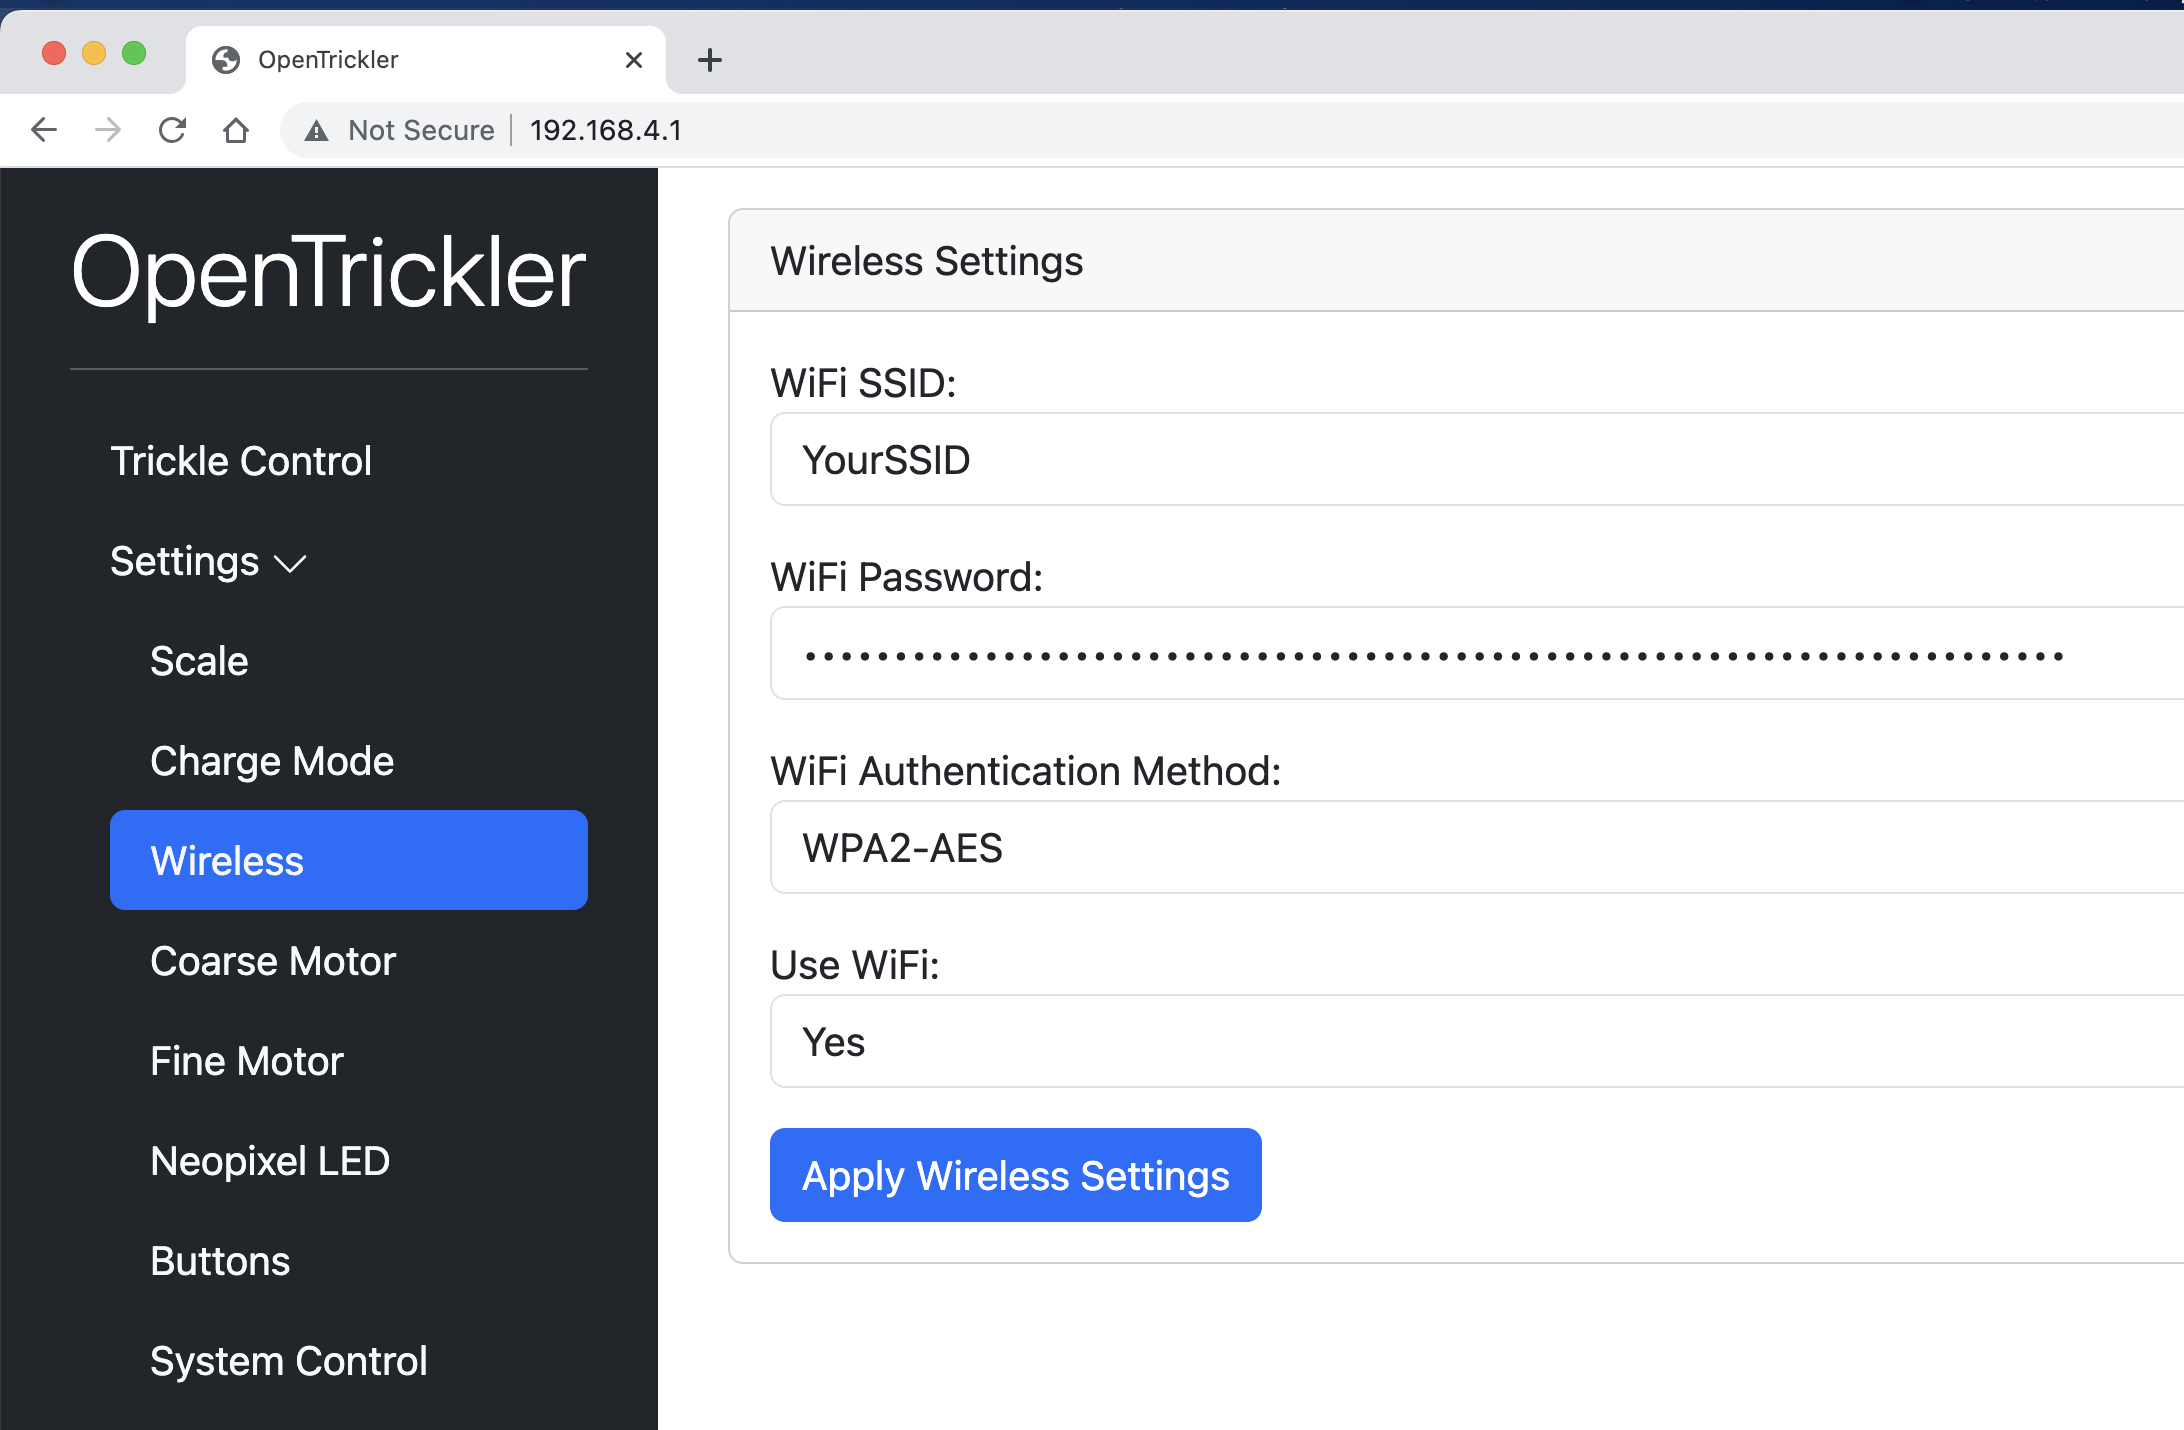 OpenTrickler
Not Secure
192.168.4.1
OpenTrickler
Trickle Control
Settings
Scale
Charge Mode
Wireless
Coarse Motor
Fine Motor
Neopixel LED
Buttons
System Control
Wireless Settings
WiFi SSID:
YourSSID
WiFi Password:
WiFi Authentication Method:
WPA2-AES
Use WiFi:
Yes
Apply Wireless Settings